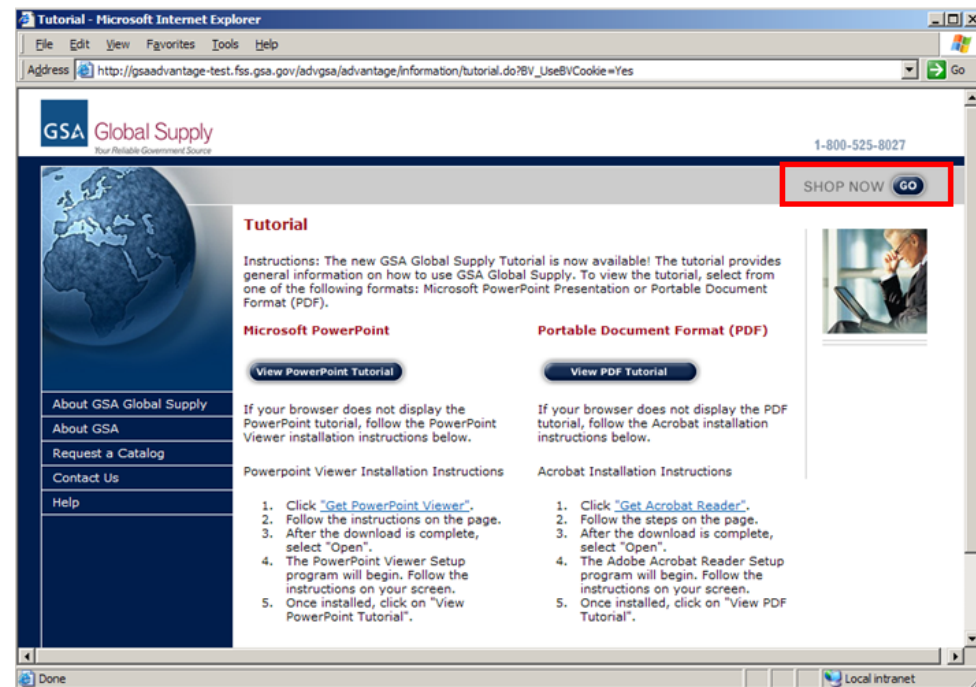 Tutorial - Microsoft Internet Explorer
File Edit View Favorites Tools Help
Address http://gsaadvantage-test.fss.gsa.gov/advgsa/advantage/information/tutorial.do?BV_UseBVCookie=Yes Go
GSA Global Supply
Your Reliable Government Source
1-800-525-8027
SHOP NOW GO
About GSA Global Supply
About GSA
Request a Catalog
Contact Us
Help
Tutorial
Instructions: The new GSA Global Supply Tutorial is now available! The tutorial provides
general information on how to use GSA Global Supply. To view the tutorial, select from
one of the following formats: Microsoft PowerPoint Presentation or Portable Document
Format (PDF).
Microsoft PowerPoint
View PowerPoint Tutorial
If your browser does not display the
PowerPoint tutorial, follow the PowerPoint
Viewer installation instructions below.
Powerpoint Viewer Installation Instructions
1. Click "Get PowerPoint Viewer".
2. Follow the instructions on the page.
3. After the download is complete,
select "Open".
4. The PowerPoint Viewer Setup
program will begin. Follow the
instructions on your screen.
5. Once installed, click on "View
PowerPoint Tutorial".
Portable Document Format (PDF)
View PDF Tutorial
If your browser does not display the PDF
tutorial, follow the Acrobat installation
instructions below.
Acrobat Installation Instructions
1. Click "Get Acrobat Reader".
2. Follow the steps on the page.
3. After the download is complete,
select "Open".
4. The Adobe Acrobat Reader Setup
program will begin. Follow the
instructions on your screen.
5. Once installed, click on "View PDF
Tutorial".
Done Local intranet